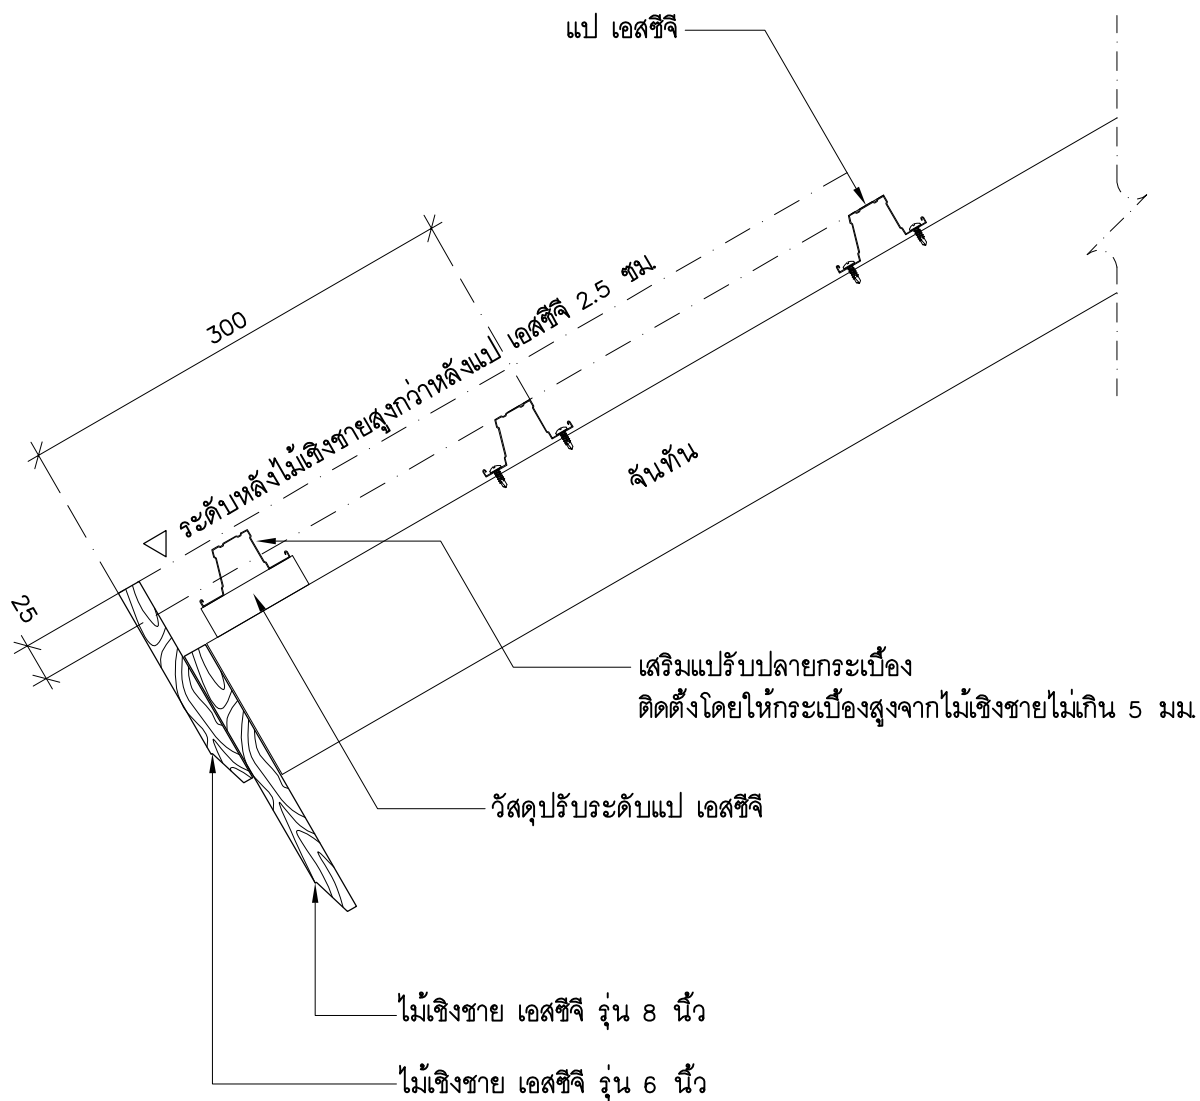 แป เอสซีจี
300
ระดับหลังไม้เชิงชายสูงกว่าหลังแป เอสซีจี 2.5 ซม.
จันทัน
25
เสริมแปรับปลายกระเบื้อง
ติดตั้งโดยให้กระเบื้องสูงจากไม้เชิงชายไม่เกิน 5 มม.
วัสดุปรับระดับแป เอสซีจี
ไม้เชิงชาย เอสซีจี รุ่น 8 นิ้ว
ไม้เชิงชาย เอสซีจี รุ่น 6 นิ้ว